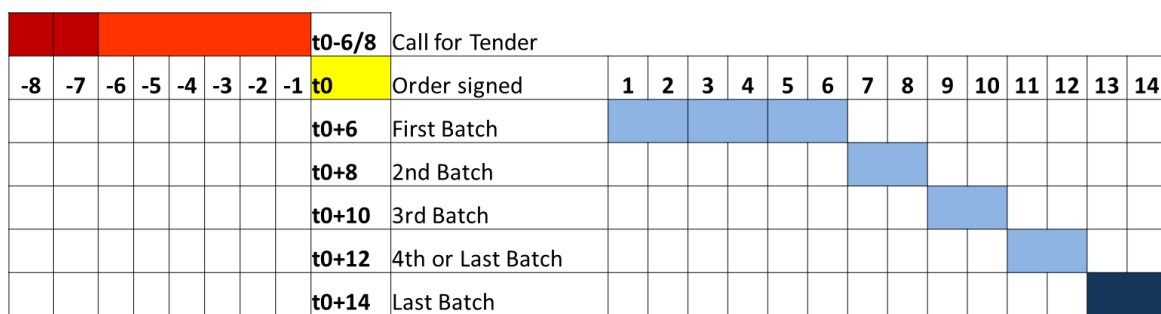 t0-6/8 Call for Tender
-8 -7 -6 -5 -4 -3 -2 -1 t0 Order signed 1 2 3 4 5 6 7 8 9 10 11 12 13 14
t0+6 First Batch
t0+8 2nd Batch
t0+10 3rd Batch
t0+12 4th or Last Batch
t0+14 Last Batch